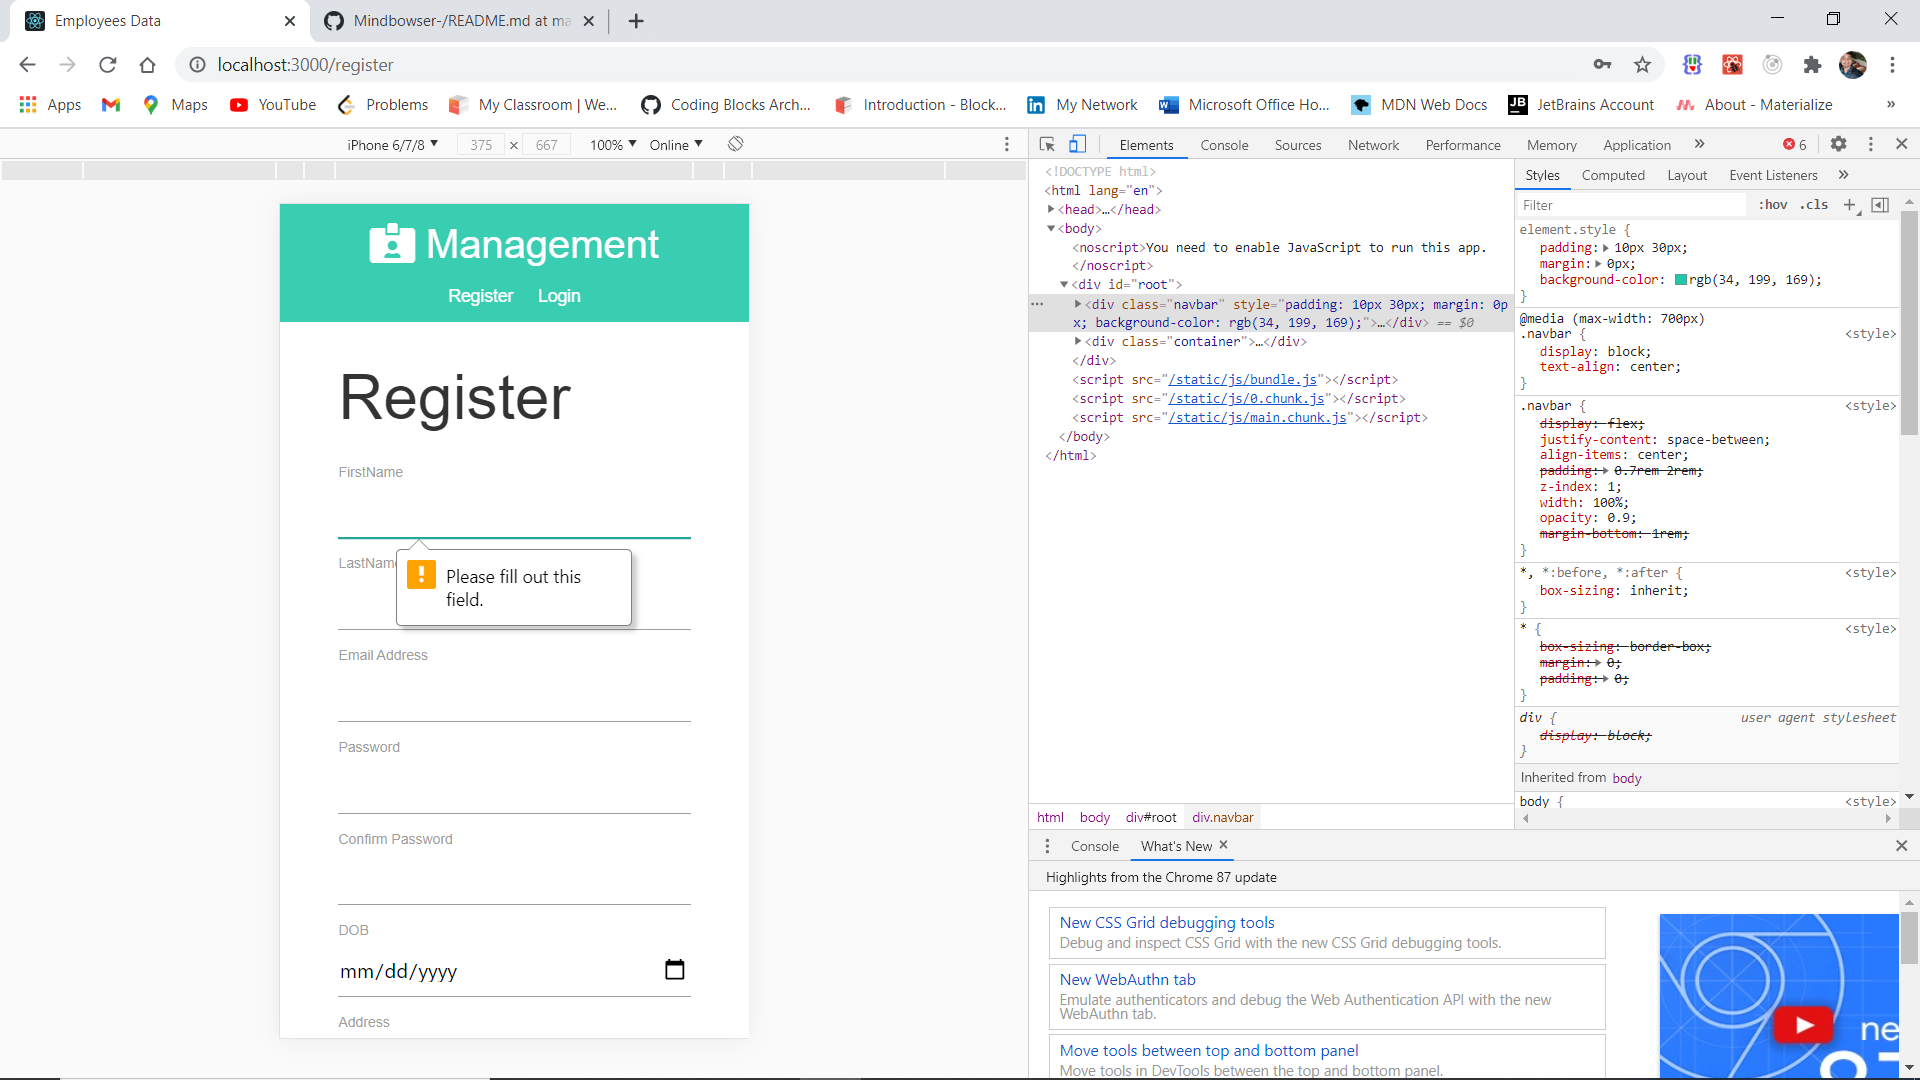 Employees Data
Mindbowser-/README.md at ma
localhost:3000/register
Apps
Maps
YouTube
Problems
My Classroom | We...
Coding Blocks Arch...
Introduction - Block...
My Network
Microsoft Office Ho...
MDN Web Docs
JetBrains Account
About - Materialize
»
iPhone 6/7/8 ▼
375 × 667
100% ▼
Online ▼
Elements
Console
Sources
Network
Performance
Memory
Application
»
6
Management
Register Login
Register
FirstName
LastName
Please fill out this
field.
Email Address
Password
Confirm Password
DOB
mm/dd/yyyy
Address
<!DOCTYPE html>
<html lang="en">
<head>…</head>
<body>
<noscript>You need to enable JavaScript to run this app.
</noscript>
<div id="root">
<div class="navbar" style="padding: 10px 30px; margin: 0p
x; background-color: rgb(34, 199, 169);">…</div> == $0
<div class="container">…</div>
</div>
<script src="/static/js/bundle.js"></script>
<script src="/static/js/0.chunk.js"></script>
<script src="/static/js/main.chunk.js"></script>
</body>
</html>
html body div#root div.navbar
Styles Computed Layout Event Listeners »
Filter :hov .cls +
element.style {
padding: 10px 30px;
margin: 0px;
background-color: rgb(34, 199, 169);
}
@media (max-width: 700px)
.navbar { <style>
display: block;
text-align: center;
}
.navbar { <style>
display: flex;
justify-content: space-between;
align-items: center;
padding: 0.7rem 2rem;
z-index: 1;
width: 100%;
opacity: 0.9;
margin-bottom: 1rem;
}
*, *:before, *:after { <style>
box-sizing: inherit;
}
* { <style>
box-sizing: border-box;
margin: 0;
padding: 0;
}
div { user agent stylesheet
display: block;
}
Inherited from body
body { <style>
Console What's New
Highlights from the Chrome 87 update
New CSS Grid debugging tools
Debug and inspect CSS Grid with the new CSS Grid debugging tools.
New WebAuthn tab
Emulate authenticators and debug the Web Authentication API with the new
WebAuthn tab.
Move tools between top and bottom panel
Move tools in DevTools between the top and bottom panel.
ne